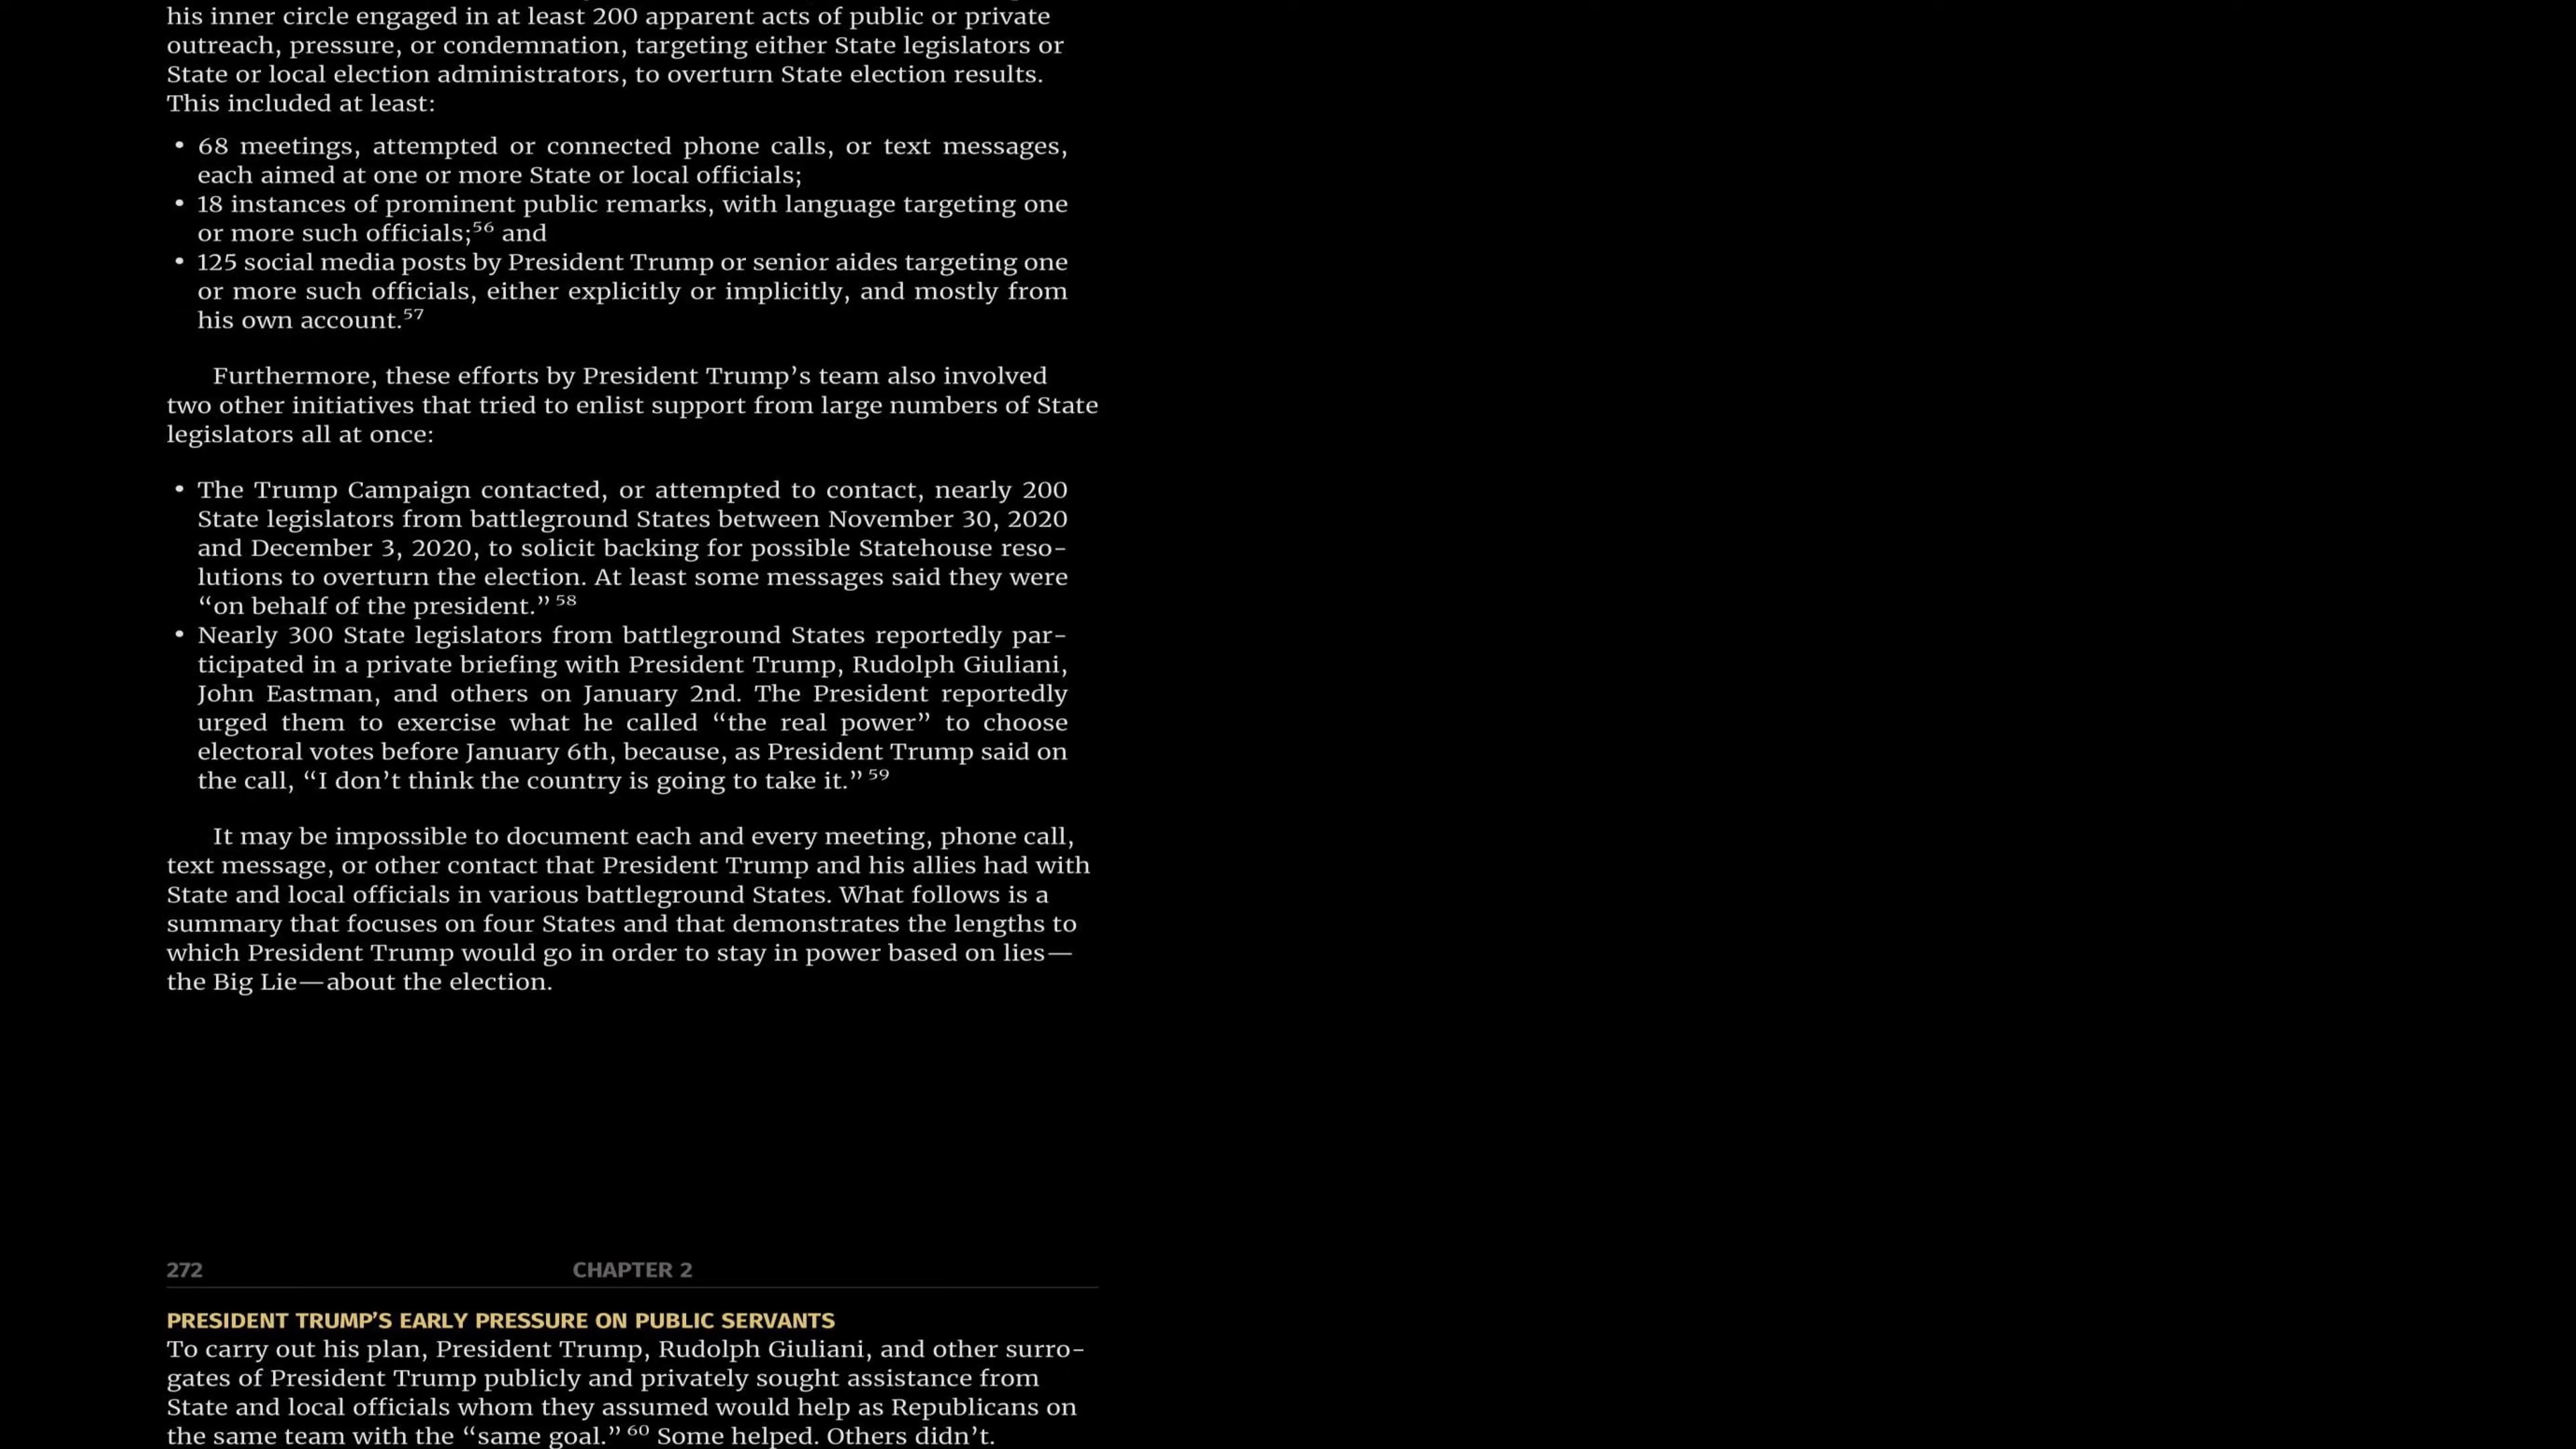 his inner circle engaged in at least 200 apparent acts of public or private
outreach, pressure, or condemnation, targeting either State legislators or
State or local election administrators, to overturn State election results.
This included at least:
• 68 meetings, attempted or connected phone calls, or text messages,
each aimed at one or more State or local officials;
• 18 instances of prominent public remarks, with language targeting one
or more such officials;⁵⁶ and
• 125 social media posts by President Trump or senior aides targeting one
or more such officials, either explicitly or implicitly, and mostly from
his own account.⁵⁷
Furthermore, these efforts by President Trump’s team also involved
two other initiatives that tried to enlist support from large numbers of State
legislators all at once:
• The Trump Campaign contacted, or attempted to contact, nearly 200
State legislators from battleground States between November 30, 2020
and December 3, 2020, to solicit backing for possible Statehouse reso-
lutions to overturn the election. At least some messages said they were
“on behalf of the president.” ⁵⁸
• Nearly 300 State legislators from battleground States reportedly par-
ticipated in a private briefing with President Trump, Rudolph Giuliani,
John Eastman, and others on January 2nd. The President reportedly
urged them to exercise what he called “the real power” to choose
electoral votes before January 6th, because, as President Trump said on
the call, “I don’t think the country is going to take it.” ⁵⁹
It may be impossible to document each and every meeting, phone call,
text message, or other contact that President Trump and his allies had with
State and local officials in various battleground States. What follows is a
summary that focuses on four States and that demonstrates the lengths to
which President Trump would go in order to stay in power based on lies—
the Big Lie—about the election.
272 CHAPTER 2
PRESIDENT TRUMP’S EARLY PRESSURE ON PUBLIC SERVANTS
To carry out his plan, President Trump, Rudolph Giuliani, and other surro-
gates of President Trump publicly and privately sought assistance from
State and local officials whom they assumed would help as Republicans on
the same team with the “same goal.” ⁶⁰ Some helped. Others didn’t.